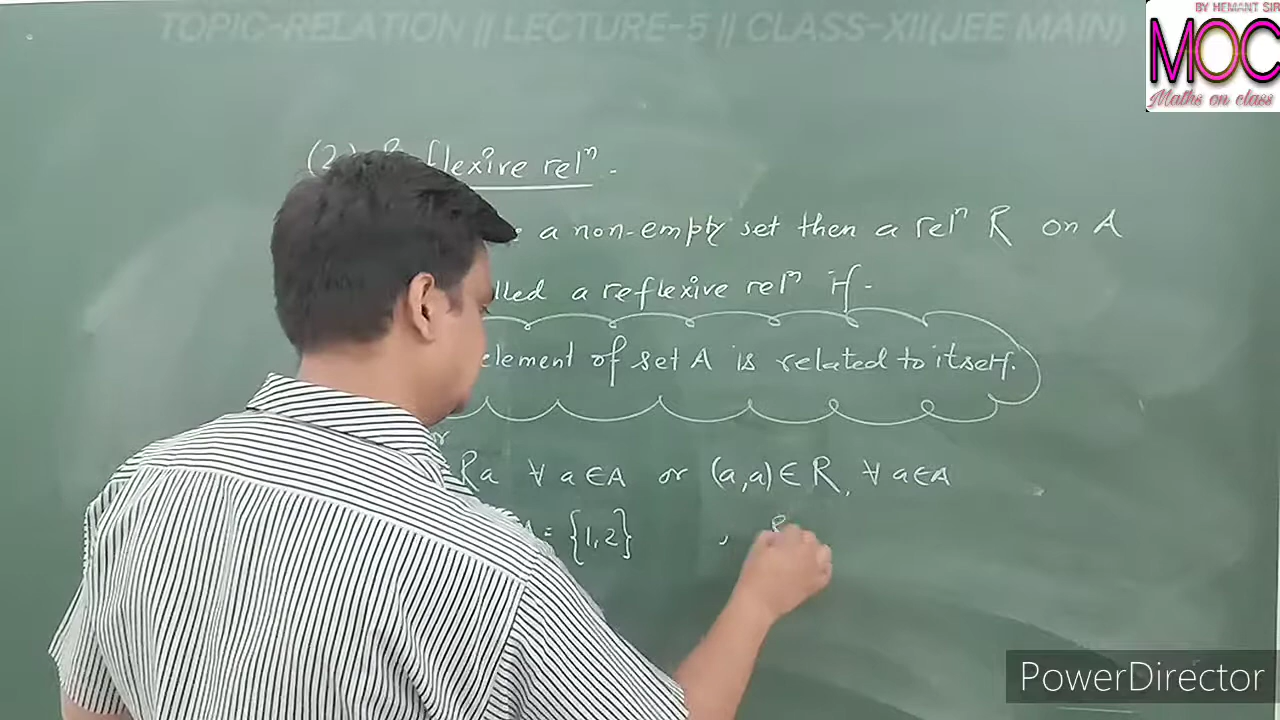 BY HEMANT SIR
MOC
Maths on class
TOPIC-RELATION || LECTURE-5 || CLASS-XII(JEE MAIN)
(2) flexive relⁿ -
a non-empty set then a relⁿ R on A
a reflexive relⁿ if -
element of set A is related to itself.
or
Ra ∀ a∈A or (a,a)∈R, ∀ a∈A
= {1,2} , R
PowerDirector